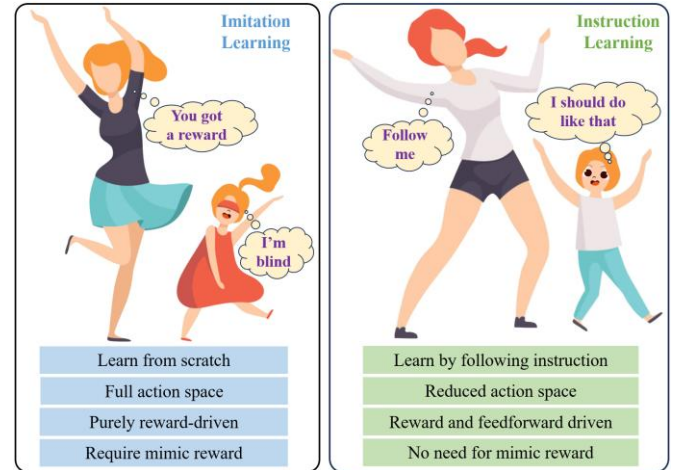 Imitation
Learning
You got
a reward
I'm
blind
Learn from scratch
Full action space
Purely reward-driven
Require mimic reward
Instruction
Learning
Follow
me
I should do
like that
Learn by following instruction
Reduced action space
Reward and feedforward driven
No need for mimic reward